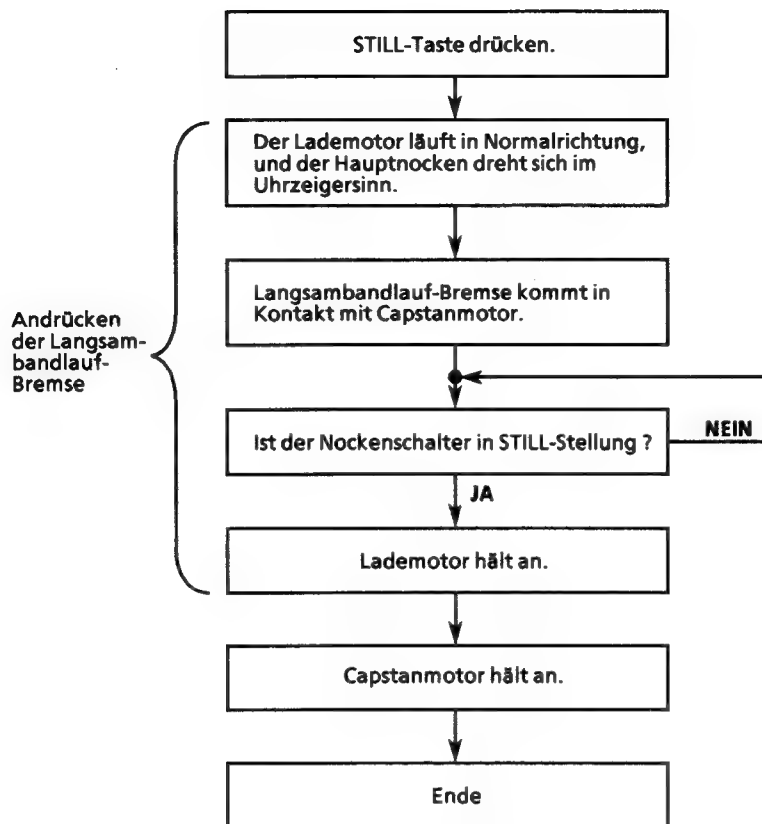 STILL-Taste drücken.
Der Lademotor läuft in Normalrichtung,
und der Hauptnocken dreht sich im
Uhrzeigersinn.
Langsambandlauf-Bremse kommt in
Kontakt mit Capstanmotor.
Andrücken
der Langsam-
bandlauf-
Bremse
Ist der Nockenschalter in STILL-Stellung ?
NEIN
JA
Lademotor hält an.
Capstanmotor hält an.
Ende